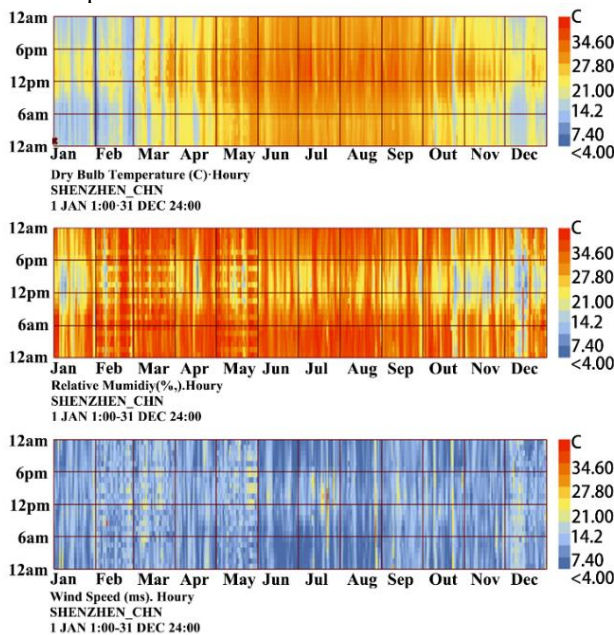 12am
6pm
12pm
6am
12am
Jan Feb Mar Apr May Jun Jul Aug Sep Oct Nov Dec
C
34.60
27.80
21.00
14.2
7.40
<4.00
Dry Bulb Temperature (C)·Houry
SHENZHEN_CHN
1 JAN 1:00-31 DEC 24:00
12am
6pm
12pm
6am
12am
Jan Feb Mar Apr May Jun Jul Aug Sep Oct Nov Dec
C
34.60
27.80
21.00
14.2
7.40
<4.00
Relative Mumidiy(%,).Houry
SHENZHEN_CHN
1 JAN 1:00-31 DEC 24:00
12am
6pm
12pm
6am
12am
Jan Feb Mar Apr May Jun Jul Aug Sep Oct Nov Dec
C
34.60
27.80
21.00
14.2
7.40
<4.00
Wind Speed (ms). Houry
SHENZHEN_CHN
1 JAN 1:00-31 DEC 24:00